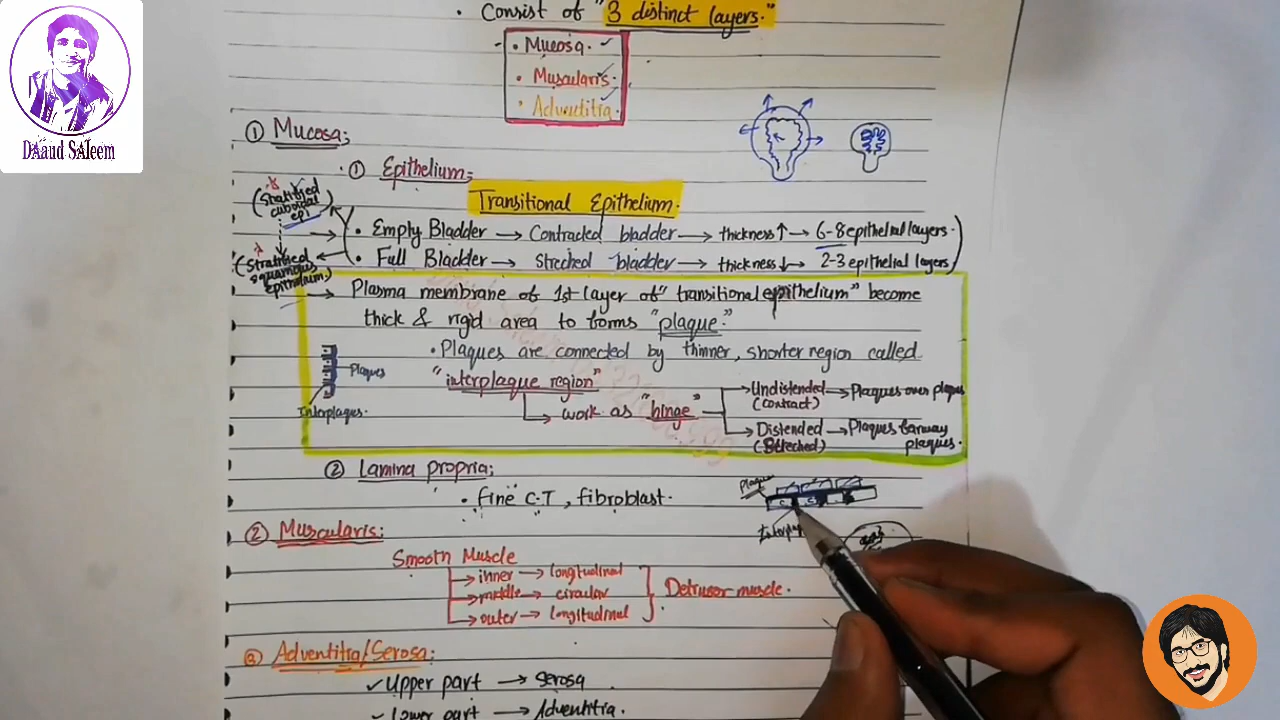 DAaud SAleem
• Consist of "3 distinct layers."
• Mucosa.
• Muscularis.
• Adventitia.
① Mucosa;
① Epithelium;
Transitional Epithelium.
(Stratified cuboidal epi)
• Empty Bladder → Contracted bladder → thickness↑ → 6-8 epithelial layers.
• Full Bladder → Streched bladder → thickness↓ → 2-3 epithelial layers
(Stratified squamous epithelium.)
→ Plasma membrane of 1st layer of "transitional epithelium" become
thick & rigid area to forms "plaque."
• Plaques are connected by thinner, shorter region called
"interplaque region"
Plaques
Interplaques.
→ work as "hinge"
→ Undistended (contract) → Plaques over plaques
→ Distended (Streched) → Plaques barway plaques.
② Lamina propria;
• fine C.T, fibroblast.
Plaque
② Muscularis:
Smooth Muscle
→ inner → longitudinal
→ middle → circular
→ outer → longitudinal
Detrusor muscle.
③ Adventitia/Serosa:
✓ Upper part → serosa
✓ Lower part → Adventitia.